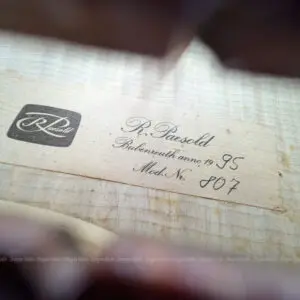 R Paesold
R. Paesold
Bubenreuth anno 19 95
Mod. Nr. 807